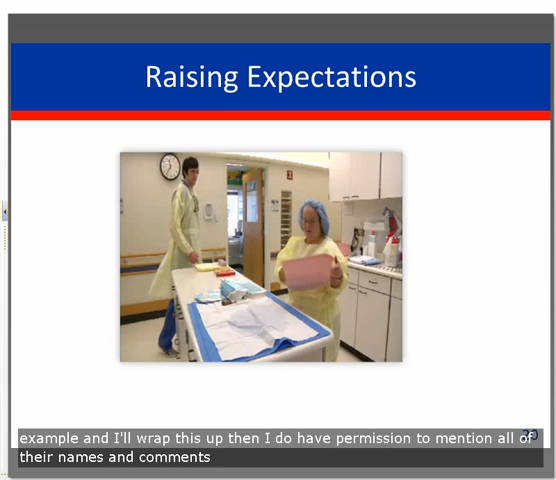 Raising Expectations
30
example and I'll wrap this up then I do have permission to mention all of
their names and comments